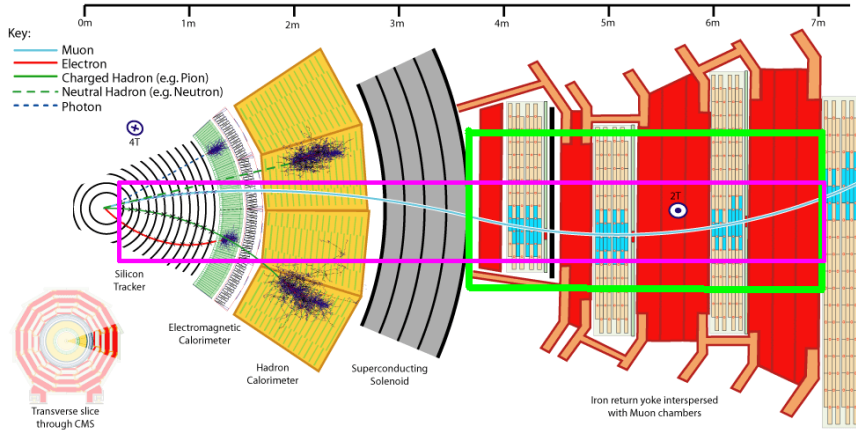 0m 1m 2m 3m 4m 5m 6m 7m
Key:
Muon
Electron
Charged Hadron (e.g. Pion)
Neutral Hadron (e.g. Neutron)
Photon
4T
2T
Silicon
Tracker
Electromagnetic
Calorimeter
Hadron
Calorimeter
Superconducting
Solenoid
Iron return yoke interspersed
with Muon chambers
Transverse slice
through CMS